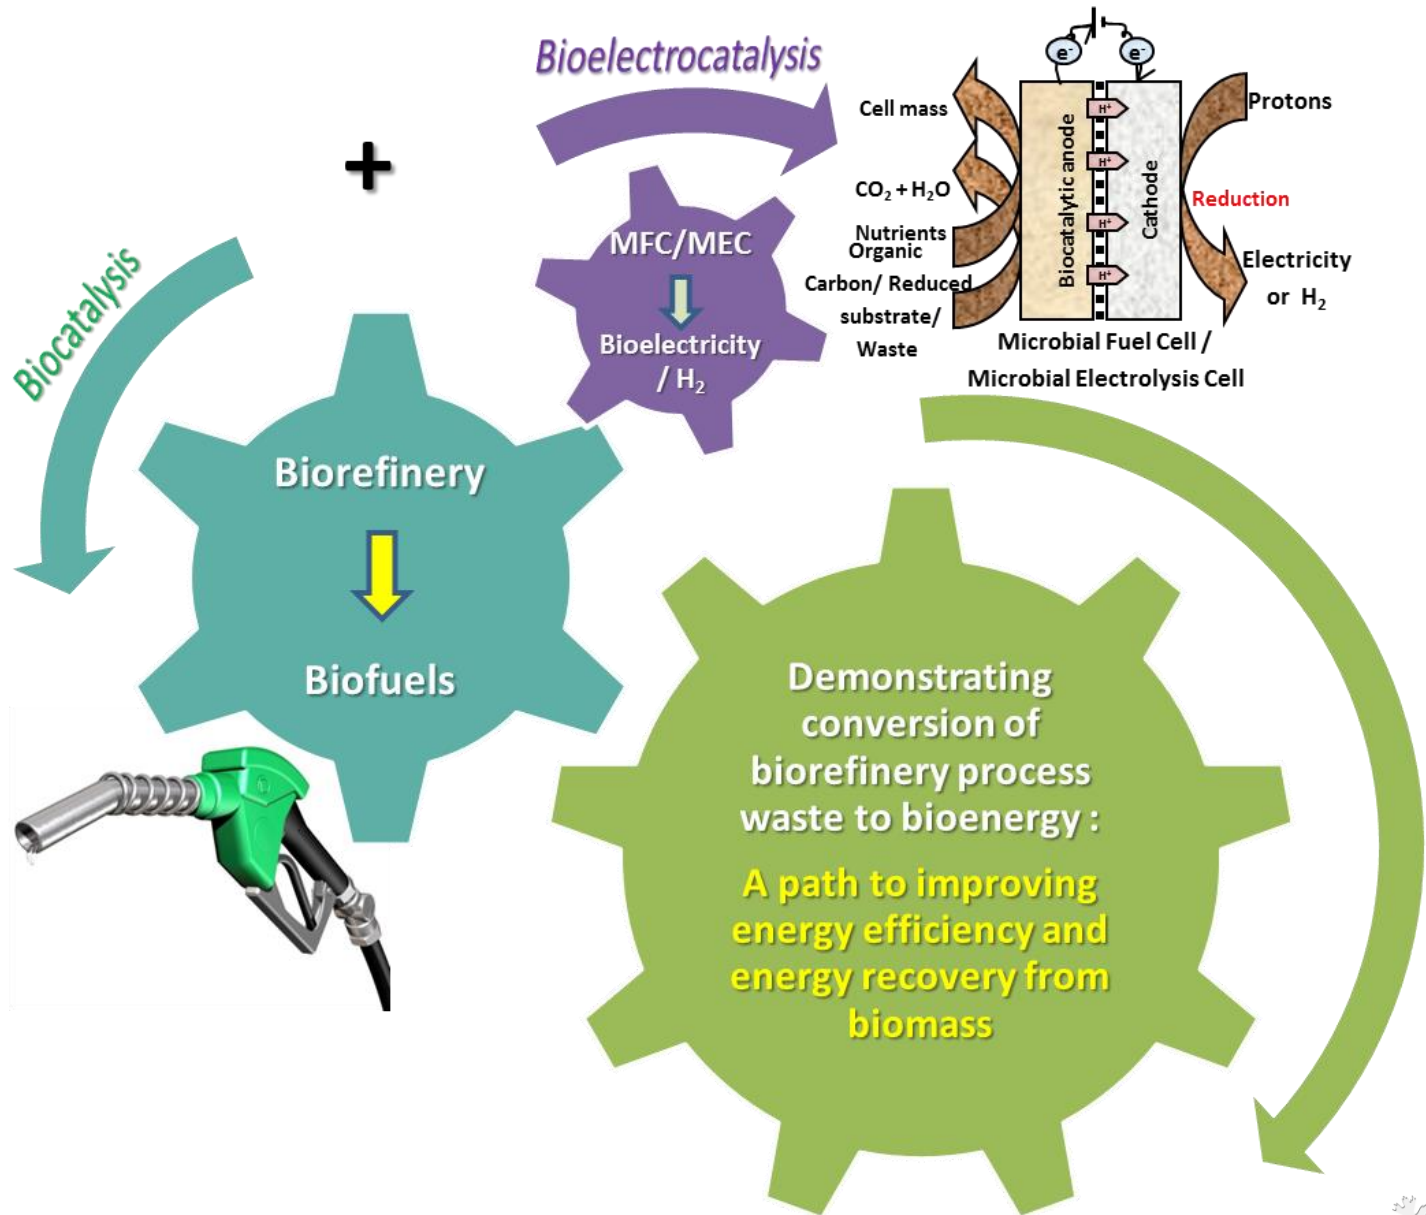 Bioelectrocatalysis
+
Biocatalysis
MFC/MEC
Bioelectricity
/ H₂
Biorefinery
Biofuels
e⁻
e⁻
Cell mass
CO₂ + H₂O
Nutrients
Organic
Carbon/ Reduced
substrate/
Waste
Biocatalytic anode
H⁺
H⁺
H⁺
H⁺
Cathode
Protons
Reduction
Electricity
or H₂
Microbial Fuel Cell /
Microbial Electrolysis Cell
Demonstrating
conversion of
biorefinery process
waste to bioenergy :
A path to improving
energy efficiency and
energy recovery from
biomass